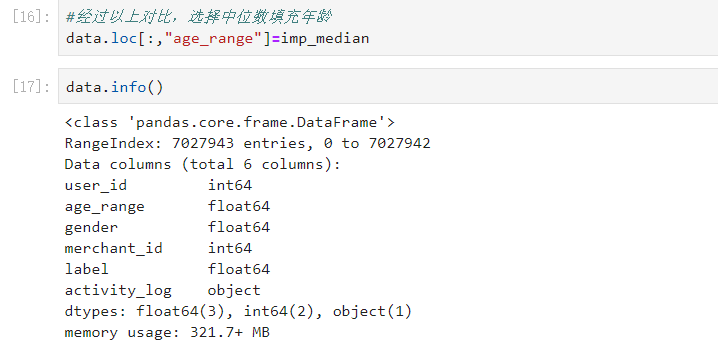 [16]: #经过以上对比，选择中位数填充年龄
data.loc[:,"age_range"]=imp_median
[17]: data.info()
<class 'pandas.core.frame.DataFrame'>
RangeIndex: 7027943 entries, 0 to 7027942
Data columns (total 6 columns):
user_id int64
age_range float64
gender float64
merchant_id int64
label float64
activity_log object
dtypes: float64(3), int64(2), object(1)
memory usage: 321.7+ MB